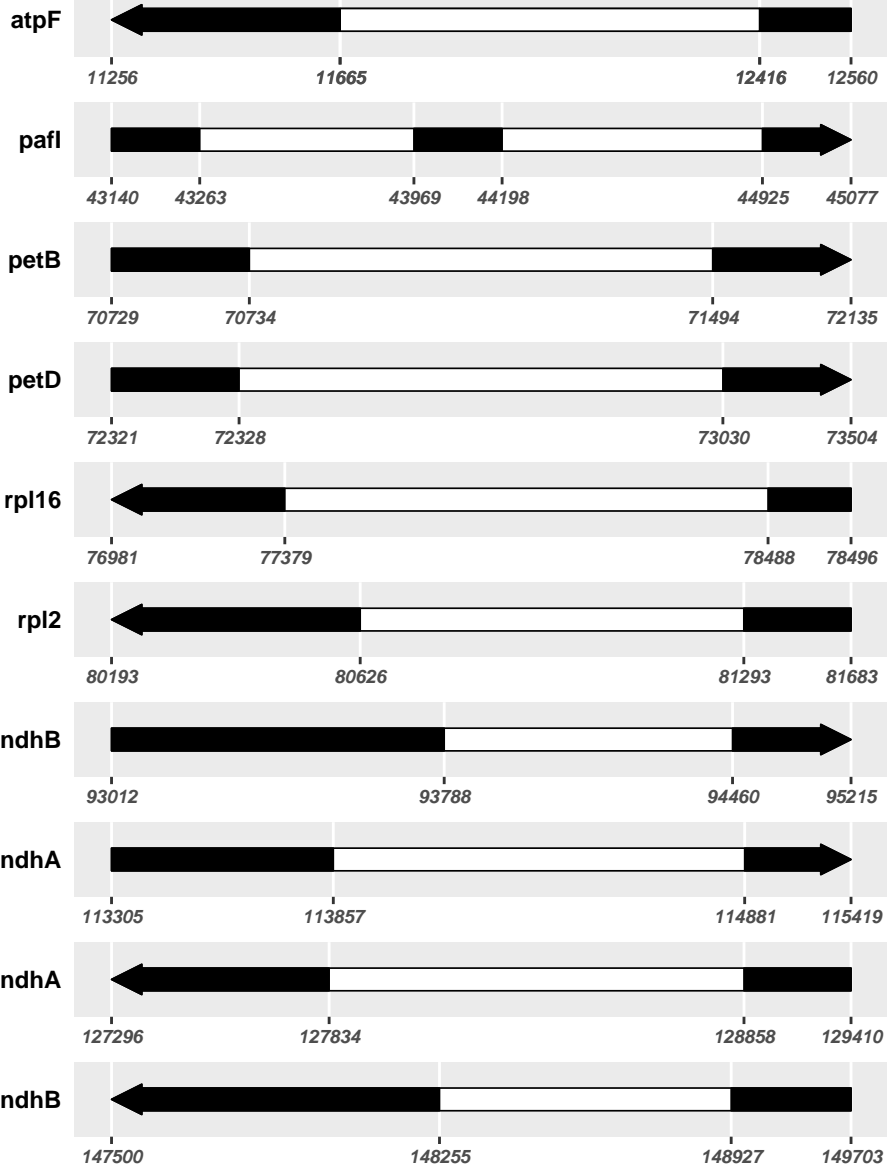 atpF
11256 11665 12416 12560
pafI
43140 43263 43969 44198 44925 45077
petB
70729 70734 71494 72135
petD
72321 72328 73030 73504
rpl16
76981 77379 78488 78496
rpl2
80193 80626 81293 81683
ndhB
93012 93788 94460 95215
ndhA
113305 113857 114881 115419
ndhA
127296 127834 128858 129410
ndhB
147500 148255 148927 149703